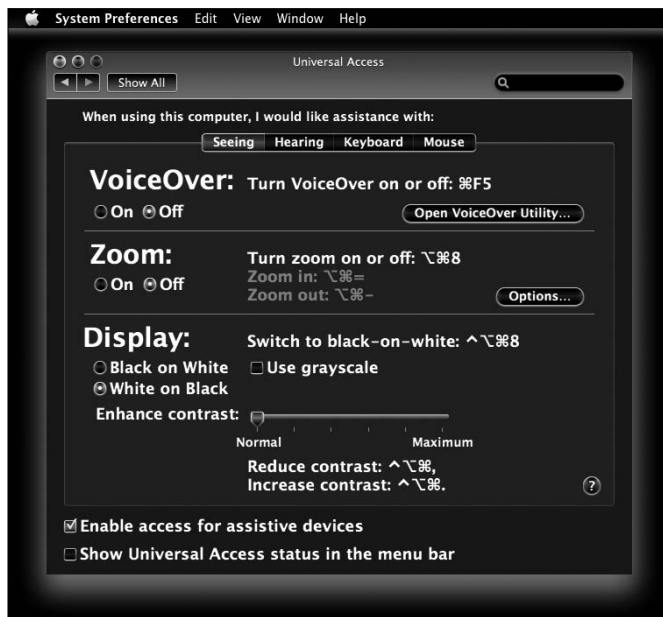 System Preferences Edit View Window Help
Universal Access
Show All
When using this computer, I would like assistance with:
Seeing Hearing Keyboard Mouse
VoiceOver: Turn VoiceOver on or off: ⌘F5
On Off
Open VoiceOver Utility...
Zoom: Turn zoom on or off: ⌥⌘8
On Off Zoom in: ⌥⌘=
Zoom out: ⌥⌘-
Options...
Display: Switch to black-on-white: ^⌥⌘8
Black on White Use grayscale
White on Black
Enhance contrast:
Normal Maximum
Reduce contrast: ^⌥⌘,
Increase contrast: ^⌥⌘.
?
Enable access for assistive devices
Show Universal Access status in the menu bar